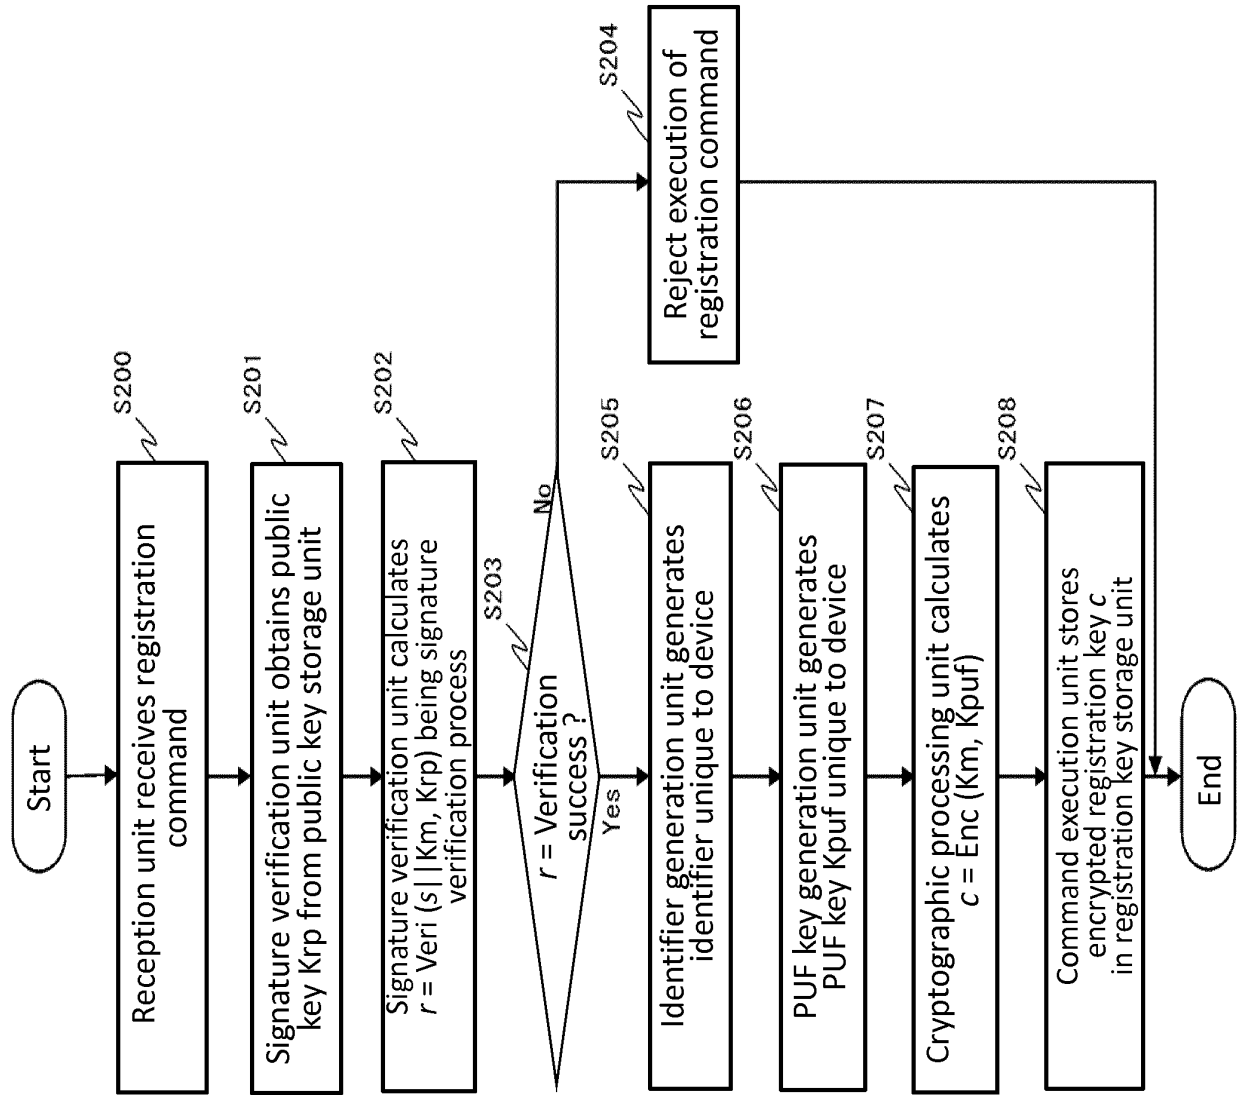 Start
S200
Reception unit receives registration
command
S201
Signature verification unit obtains public
key Krp from public key storage unit
S202
Signature verification unit calculates
r = Veri (s||Km, Krp) being signature
verification process
S203
r = Verification
success ?
No
Yes
S204
Reject execution of
registration command
S205
Identifier generation unit generates
identifier unique to device
S206
PUF key generation unit generates
PUF key Kpuf unique to device
S207
Cryptographic processing unit calculates
c = Enc (Km, Kpuf)
S208
Command execution unit stores
encrypted registration key c
in registration key storage unit
End